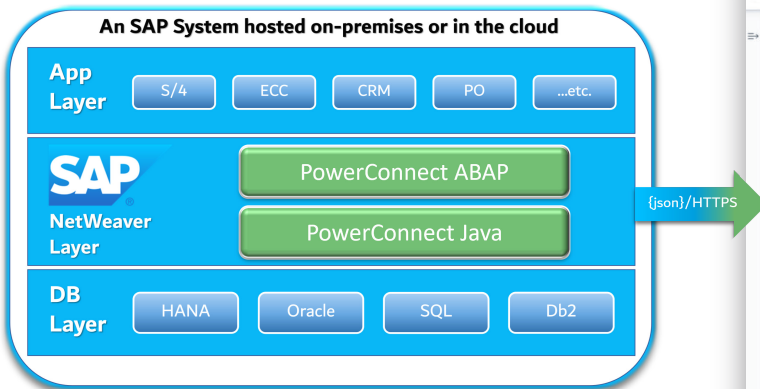 An SAP System hosted on-premises or in the cloud
App
Layer
S/4
ECC
CRM
PO
...etc.
SAP
®
NetWeaver
Layer
PowerConnect ABAP
PowerConnect Java
{json}/HTTPS
DB
Layer
HANA
Oracle
SQL
Db2